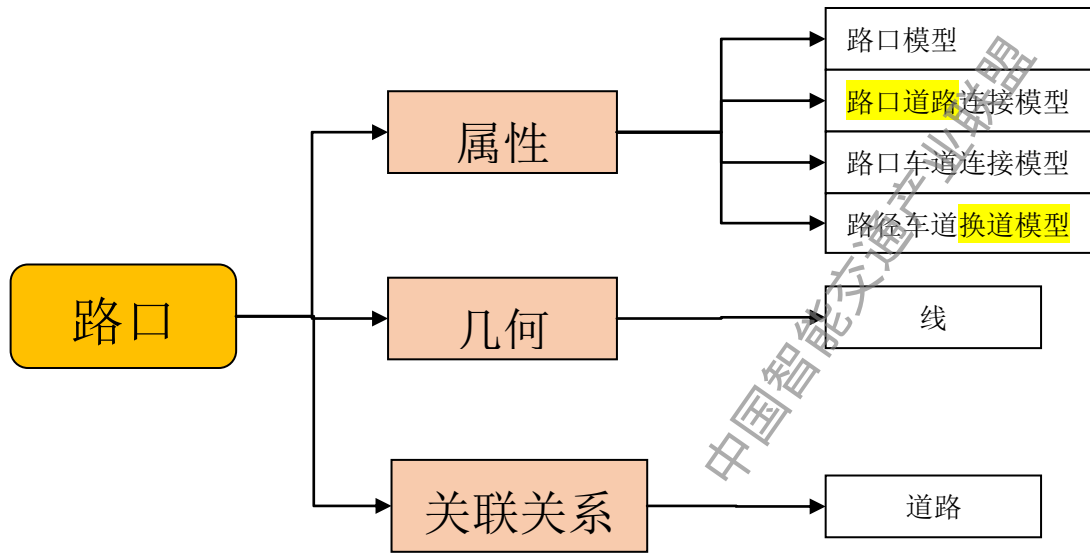 路口模型
路口道路连接模型
属性
路口车道连接模型
路径车道换道模型
路口
几何
线
关联关系
道路
中国智能交通产业联盟